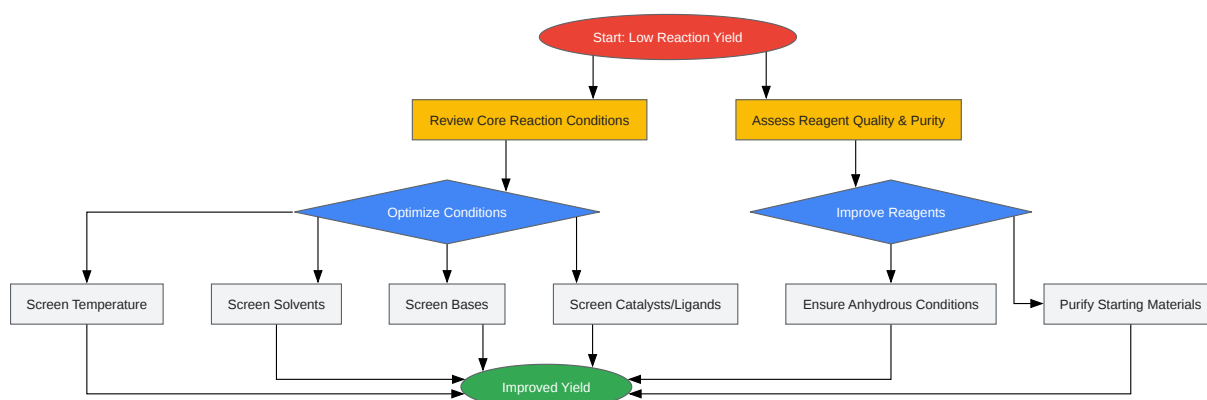 Start: Low Reaction Yield
Review Core Reaction Conditions
Assess Reagent Quality & Purity
Optimize Conditions
Improve Reagents
Screen Temperature
Screen Solvents
Screen Bases
Screen Catalysts/Ligands
Ensure Anhydrous Conditions
Purify Starting Materials
Improved Yield